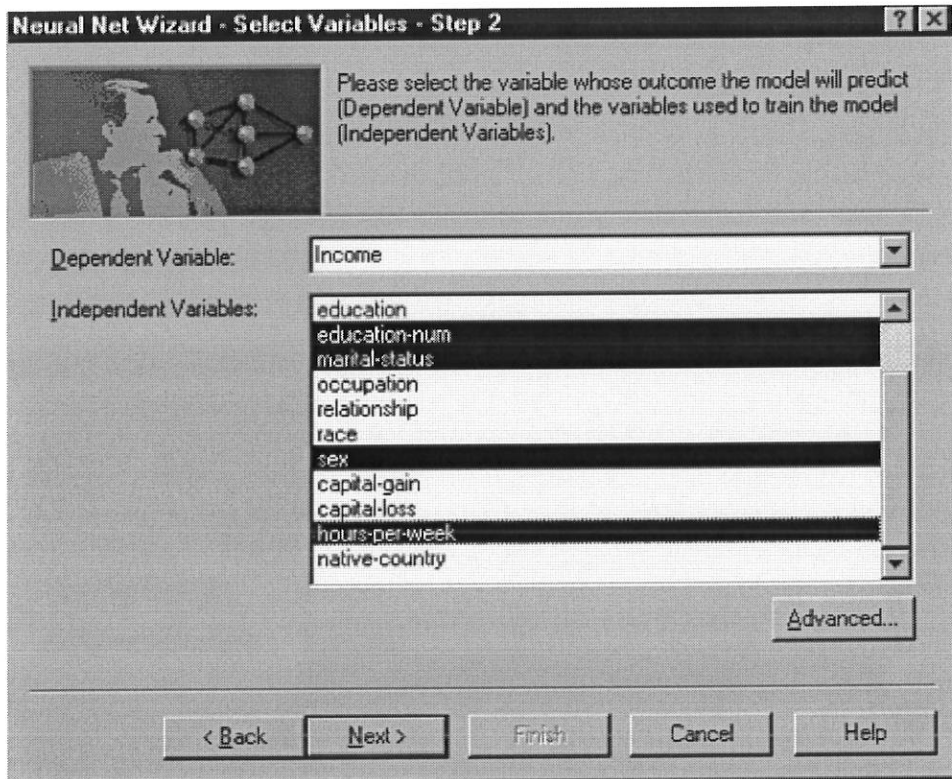 Neural Net Wizard - Select Variables - Step 2
Please select the variable whose outcome the model will predict
(Dependent Variable) and the variables used to train the model
(Independent Variables).
Dependent Variable:
Income
Independent Variables:
education
education-num
marital-status
occupation
relationship
race
sex
capital-gain
capital-loss
hours-per-week
native-country
Advanced...
< Back
Next >
Finish
Cancel
Help